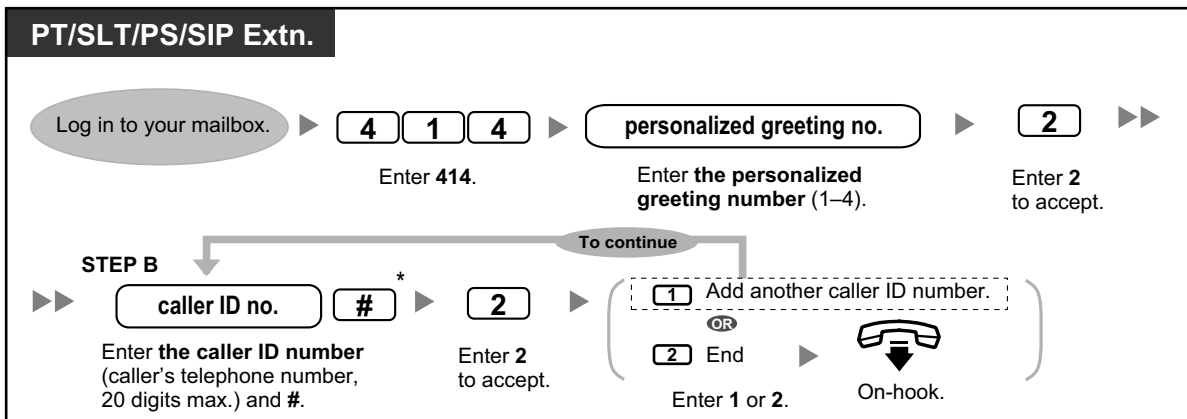 PT/SLT/PS/SIP Extn.
Log in to your mailbox.
4 1 4
Enter 414.
personalized greeting no.
Enter the personalized
greeting number (1–4).
2
Enter 2
to accept.
To continue
STEP B
caller ID no. # *
Enter the caller ID number
(caller's telephone number,
20 digits max.) and #.
2
Enter 2
to accept.
1 Add another caller ID number.
OR
2 End
Enter 1 or 2.
On-hook.